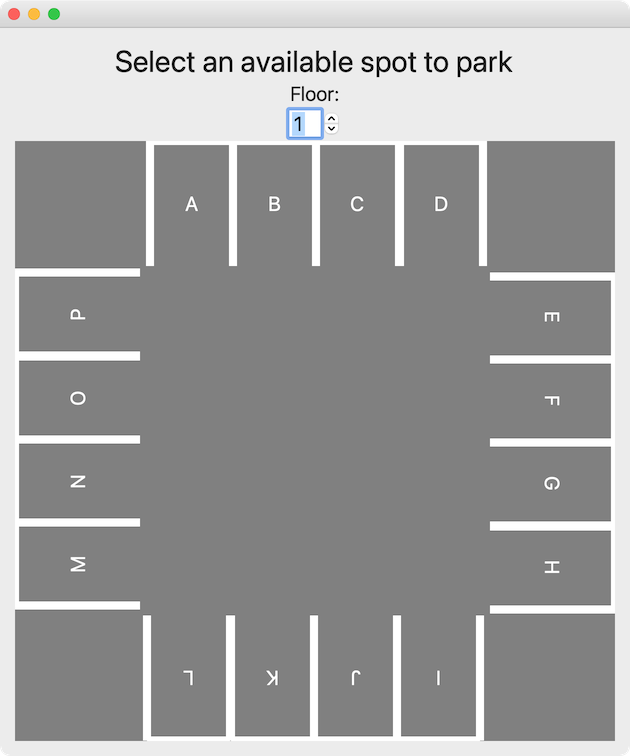 Select an available spot to park
Floor:
1
A B C D
P
O
N
M
E
F
G
H
L K J I